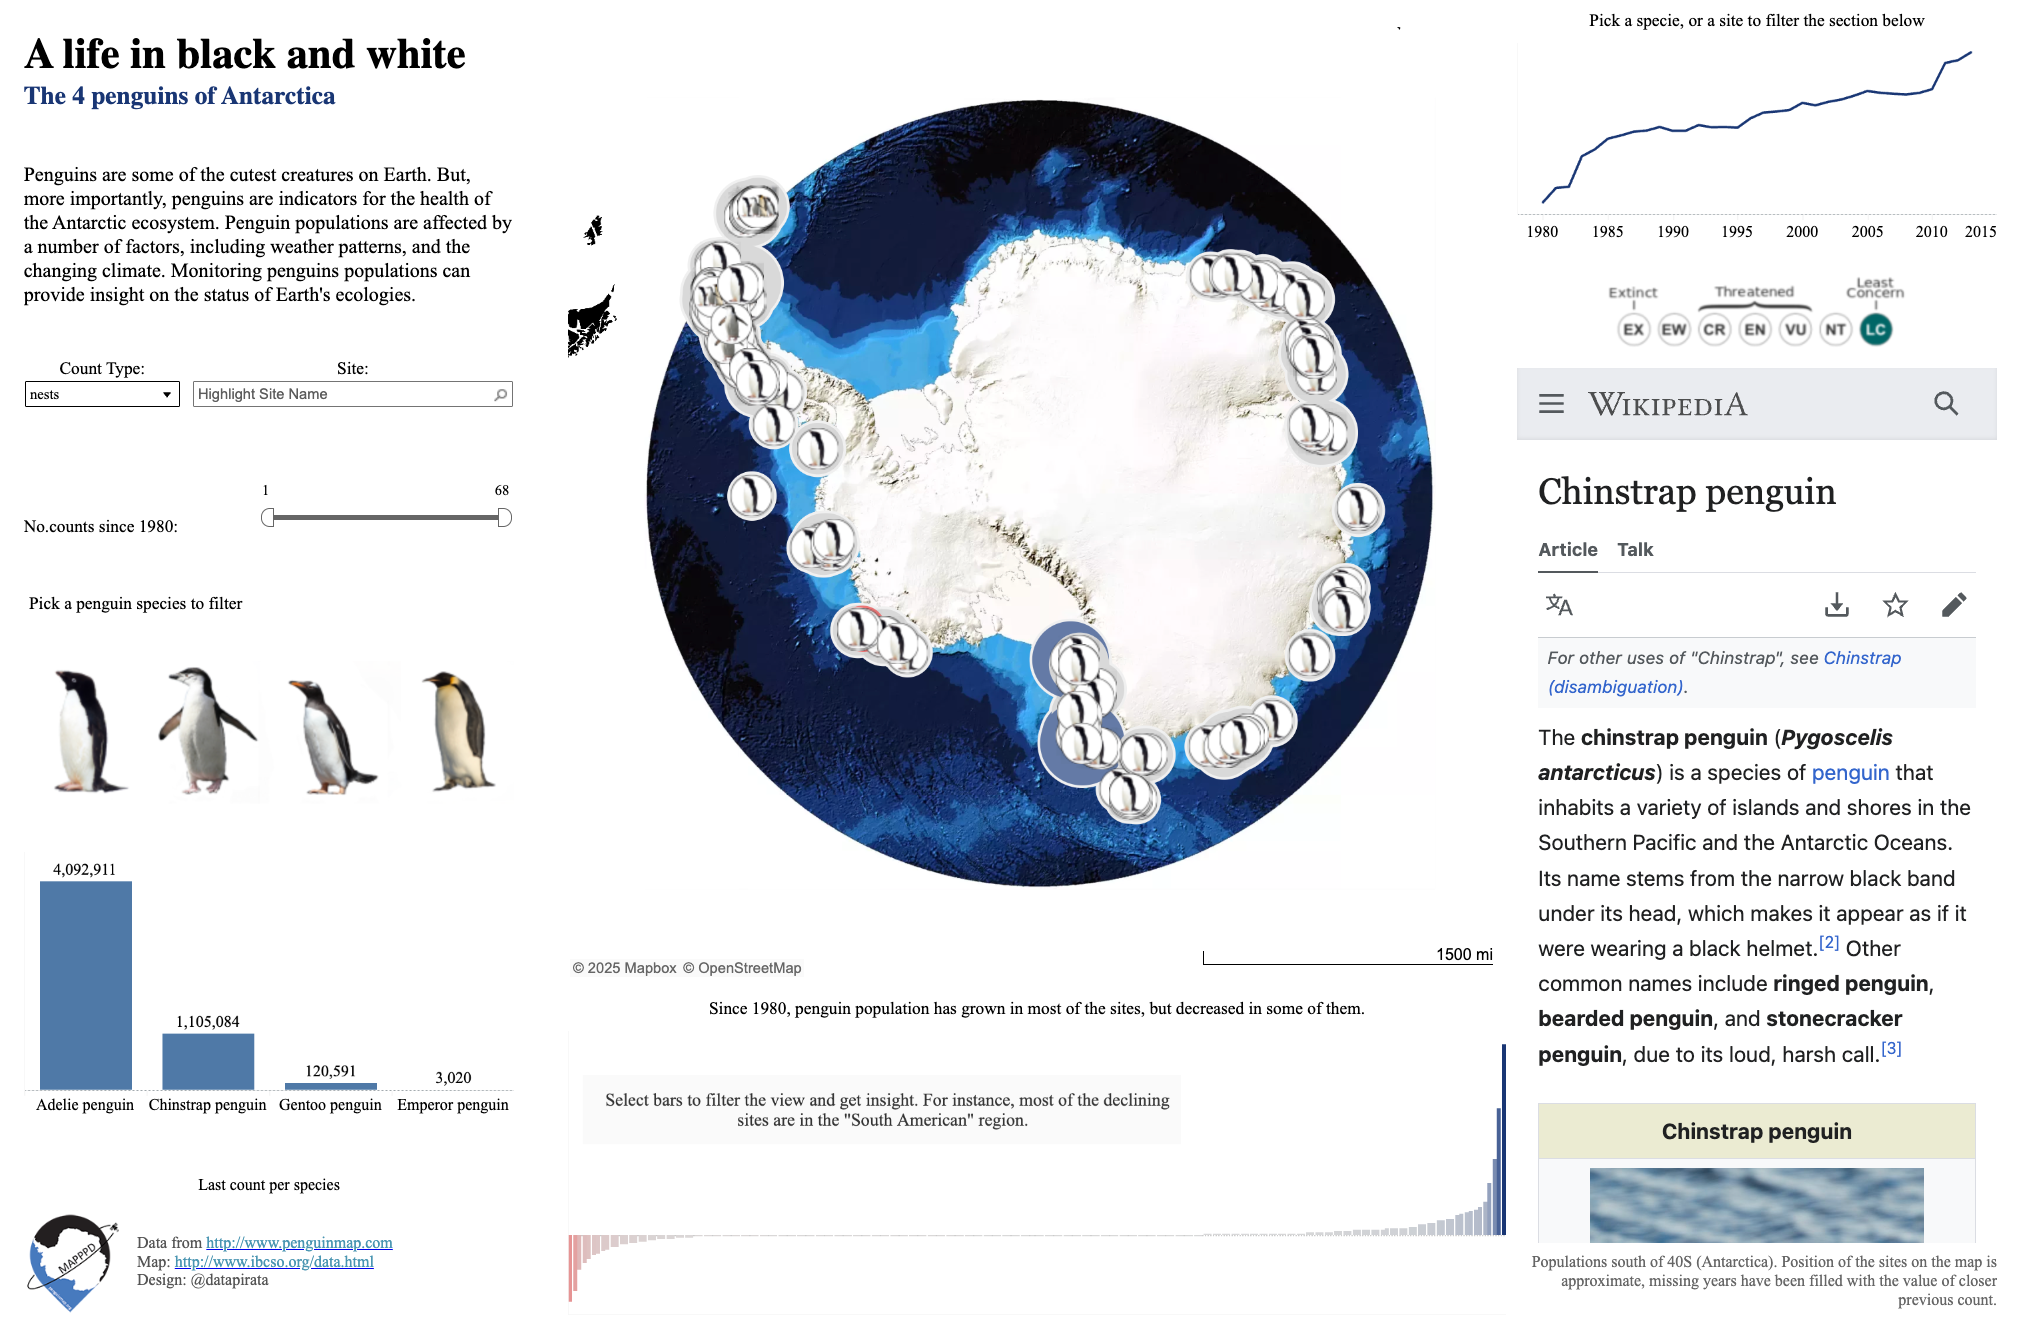 A life in black and white
The 4 penguins of Antarctica
Penguins are some of the cutest creatures on Earth. But,
more importantly, penguins are indicators for the health of
the Antarctic ecosystem. Penguin populations are affected by
a number of factors, including weather patterns, and the
changing climate. Monitoring penguins populations can
provide insight on the status of Earth's ecologies.
Count Type:
Site:
nests
Highlight Site Name
1
68
No.counts since 1980:
Pick a penguin species to filter
4,092,911
1,105,084
120,591
3,020
Adelie penguin
Chinstrap penguin
Gentoo penguin
Emperor penguin
Last count per species
MAPPPD
Data from http://www.penguinmap.com
Map: http://www.ibcso.org/data.html
Design: @datapirata
© 2025 Mapbox © OpenStreetMap
1500 mi
Since 1980, penguin population has grown in most of the sites, but decreased in some of them.
Select bars to filter the view and get insight. For instance, most of the declining
sites are in the "South American" region.
Pick a specie, or a site to filter the section below
1980 1985 1990 1995 2000 2005 2010 2015
Extinct
Threatened
Least
Concern
EX EW CR EN VU NT LC
WIKIPEDIA
Chinstrap penguin
Article Talk
For other uses of "Chinstrap", see Chinstrap
(disambiguation).
The chinstrap penguin (Pygoscelis
antarcticus) is a species of penguin that
inhabits a variety of islands and shores in the
Southern Pacific and the Antarctic Oceans.
Its name stems from the narrow black band
under its head, which makes it appear as if it
were wearing a black helmet.[2] Other
common names include ringed penguin,
bearded penguin, and stonecracker
penguin, due to its loud, harsh call.[3]
Chinstrap penguin
Populations south of 40S (Antarctica). Position of the sites on the map is
approximate, missing years have been filled with the value of closer
previous count.